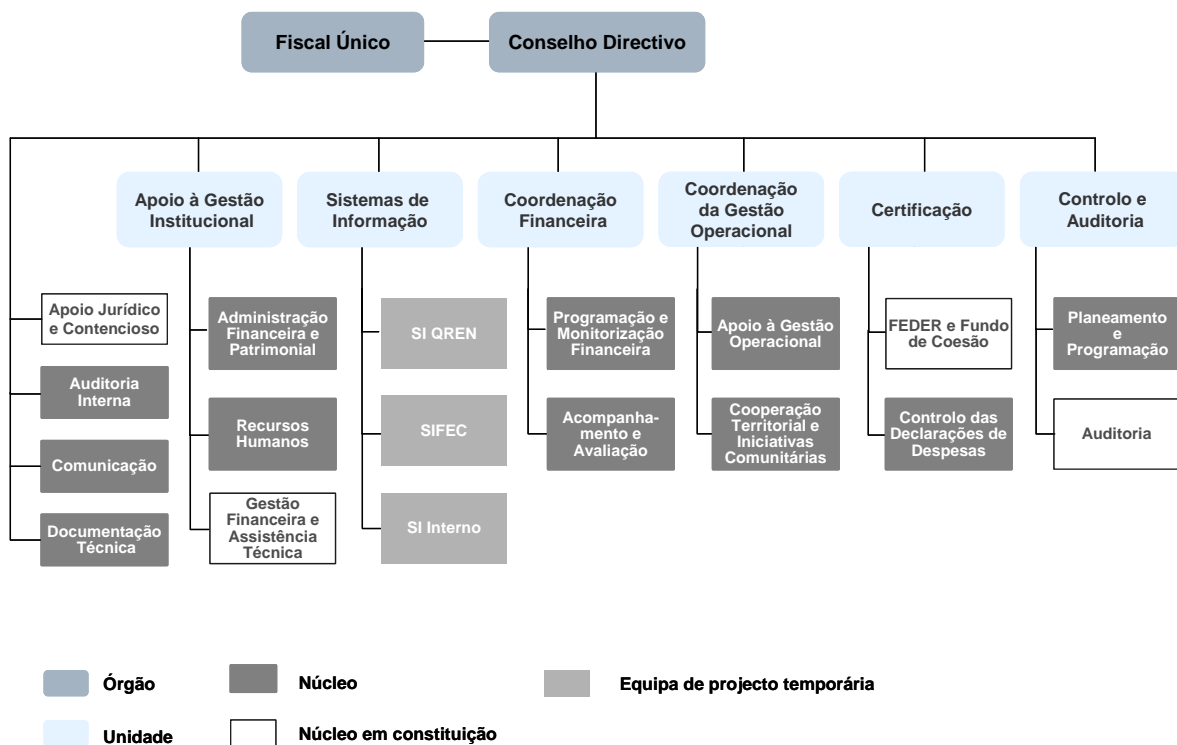 Fiscal Único
Conselho Directivo
Apoio à Gestão
Institucional
Sistemas de
Informação
Coordenação
Financeira
Coordenação
da Gestão
Operacional
Certificação
Controlo e
Auditoria
Apoio Jurídico
e Contencioso
Auditoria
Interna
Comunicação
Documentação
Técnica
Administração
Financeira e
Patrimonial
Recursos
Humanos
Gestão
Financeira e
Assistência
Técnica
SI QREN
SIFEC
SI Interno
Programação e
Monitorização
Financeira
Acompanha-
mento e
Avaliação
Apoio à Gestão
Operacional
Cooperação
Territorial e
Iniciativas
Comunitárias
FEDER e Fundo
de Coesão
Controlo das
Declarações de
Despesas
Planeamento
e
Programação
Auditoria
Órgão
Núcleo
Equipa de projecto temporária
Unidade
Núcleo em constituição